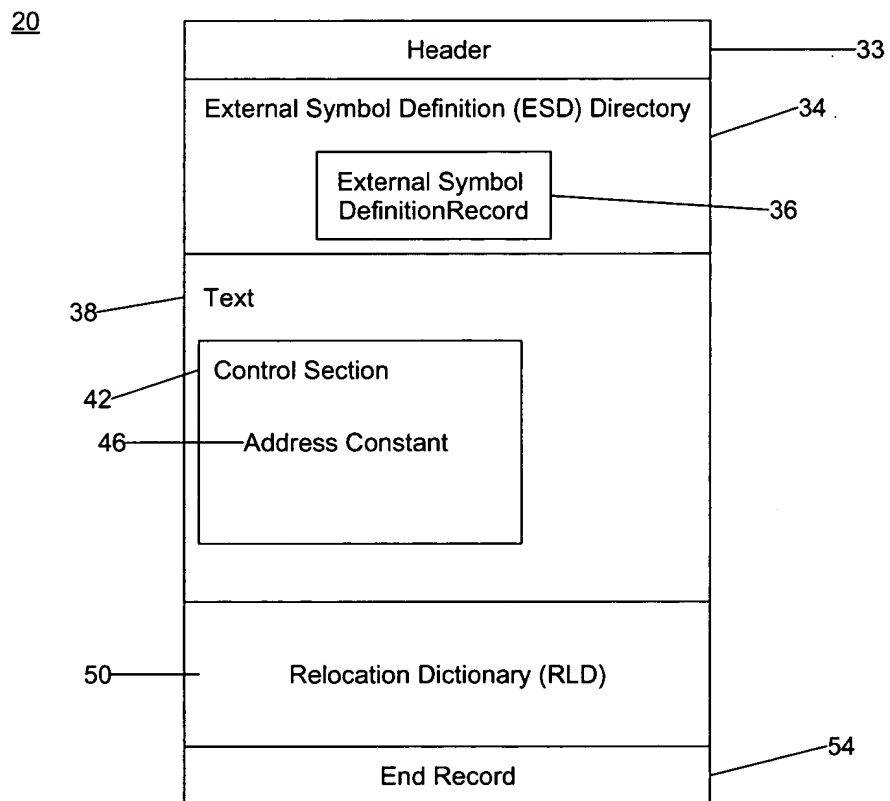 20
Header
33
External Symbol Definition (ESD) Directory
34
External Symbol
DefinitionRecord
36
Text
38
Control Section
42
46
Address Constant
50
Relocation Dictionary (RLD)
54
End Record